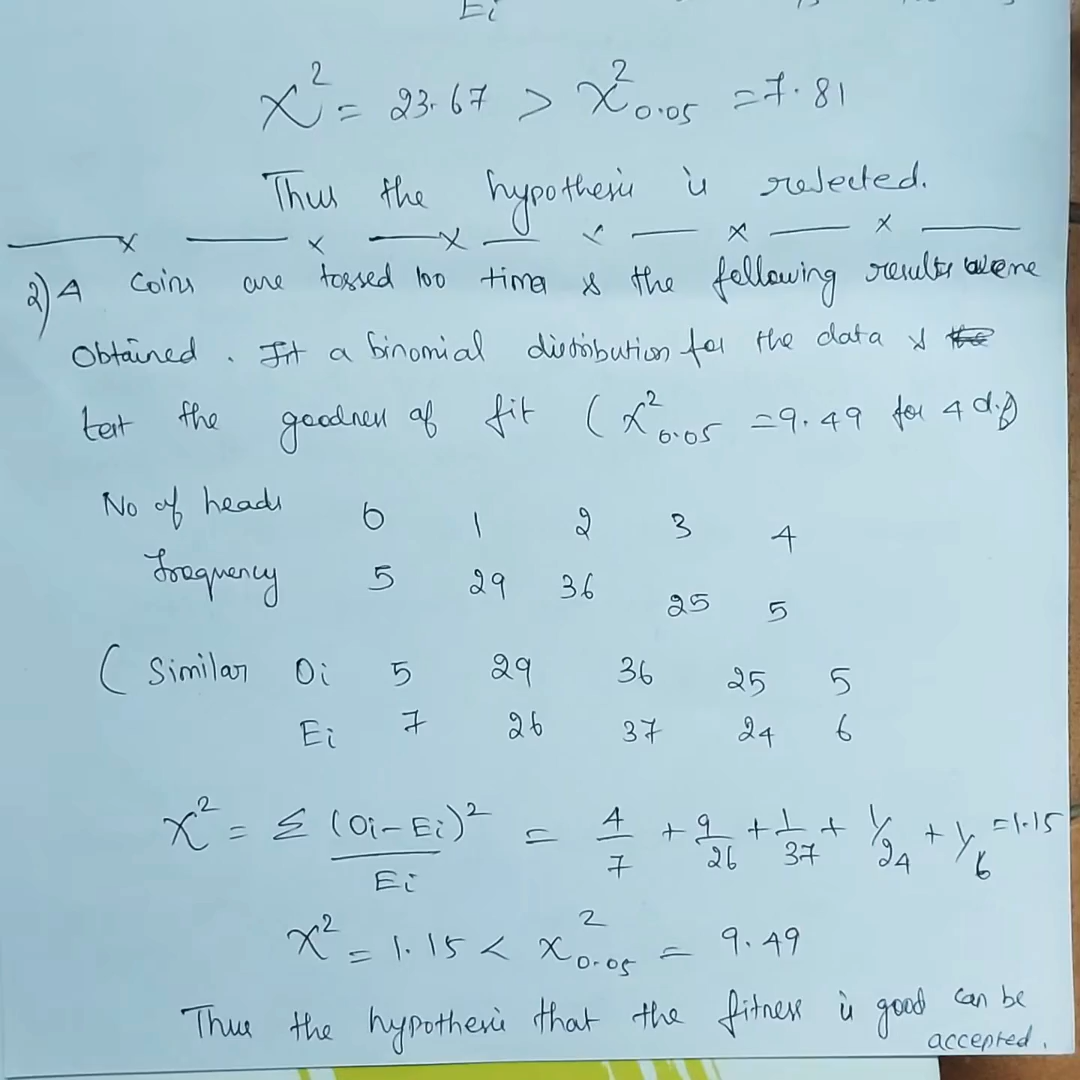 Ei
χ² = 23.67 > χ²0.05 = 7.81
Thus the hypothesis is rejected.
2) 4 Coins are tossed 100 times & the following results were
Obtained. Fit a binomial distribution for the data &
test the goodness of fit (χ²0.05 = 9.49 for 4 d.f)
No of heads 0 1 2 3 4
Frequency 5 29 36 25 5
(Similar Oi 5 29 36 25 5
Ei 7 26 37 24 6
χ² = Σ (Oi - Ei)² / Ei = 4/7 + 9/26 + 1/37 + 1/24 + 1/6 = 1.15
χ² = 1.15 < χ²0.05 = 9.49
Thus the hypothesis that the fitness is good can be
accepted.